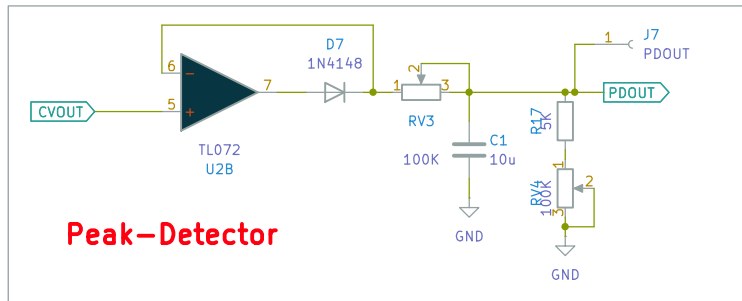 D7
1N4148
J7
1
PDOUT
6
7
2
1
3
5
CVOUT
PDOUT
RV3
R17
5K
TL072
U2B
100K
C1
10u
1
2
RV4
100K
3
Peak-Detector
GND
GND